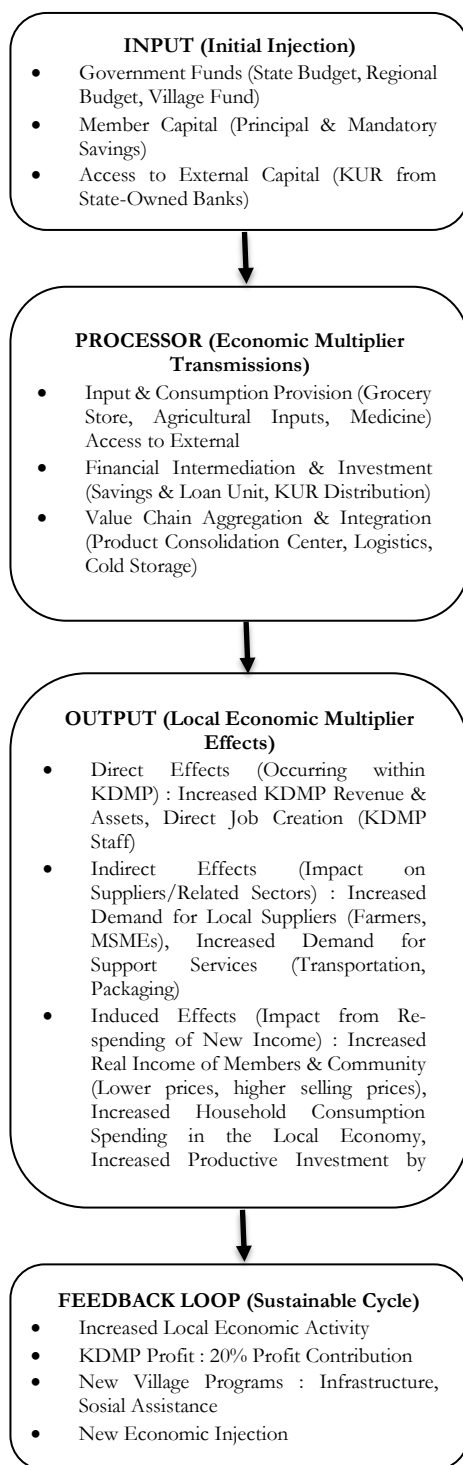 INPUT (Initial Injection)
• Government Funds (State Budget, Regional
Budget, Village Fund)
• Member Capital (Principal & Mandatory
Savings)
• Access to External Capital (KUR from
State-Owned Banks)
PROCESSOR (Economic Multiplier
Transmissions)
• Input & Consumption Provision (Grocery
Store, Agricultural Inputs, Medicine)
Access to External
• Financial Intermediation & Investment
(Savings & Loan Unit, KUR Distribution)
• Value Chain Aggregation & Integration
(Product Consolidation Center, Logistics,
Cold Storage)
OUTPUT (Local Economic Multiplier
Effects)
• Direct Effects (Occurring within
KDMP) : Increased KDMP Revenue &
Assets, Direct Job Creation (KDMP
Staff)
• Indirect Effects (Impact on
Suppliers/Related Sectors) : Increased
Demand for Local Suppliers (Farmers,
MSMEs), Increased Demand for
Support Services (Transportation,
Packaging)
• Induced Effects (Impact from Re-
spending of New Income) : Increased
Real Income of Members & Community
(Lower prices, higher selling prices),
Increased Household Consumption
Spending in the Local Economy,
Increased Productive Investment by
FEEDBACK LOOP (Sustainable Cycle)
• Increased Local Economic Activity
• KDMP Profit : 20% Profit Contribution
• New Village Programs : Infrastructure,
Sosial Assistance
• New Economic Injection